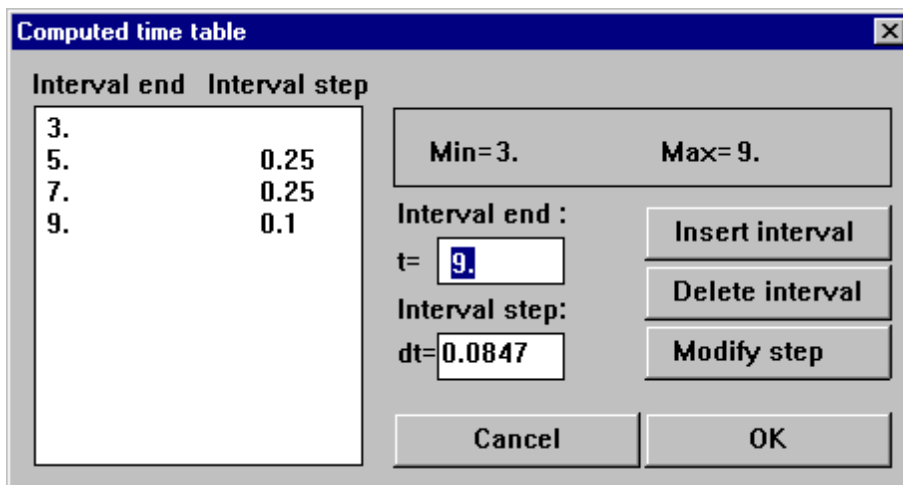 Computed time table
Interval end Interval step
3.
5. 0.25
7. 0.25
9. 0.1
Min=3. Max=9.
Interval end :
t= 9.
Interval step:
dt= 0.0847
Insert interval
Delete interval
Modify step
Cancel
OK